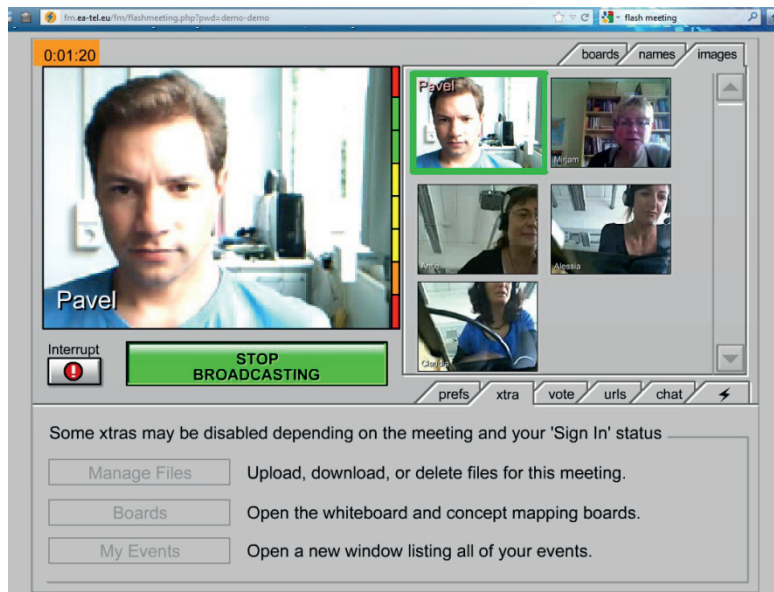 fm.ea-tel.eu/fm/flashmeeting.php?pwd=demo-demo
flash meeting
0:01:20
boards names images
Pavel
Pavel
Mirjam
Alessia
Interrupt
STOP
BROADCASTING
prefs xtra vote urls chat
Some xtras may be disabled depending on the meeting and your 'Sign In' status
Manage Files Upload, download, or delete files for this meeting.
Boards Open the whiteboard and concept mapping boards.
My Events Open a new window listing all of your events.